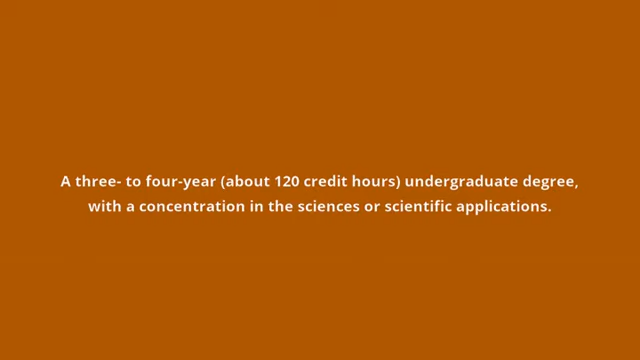 A three- to four-year (about 120 credit hours) undergraduate degree,
with a concentration in the sciences or scientific applications.